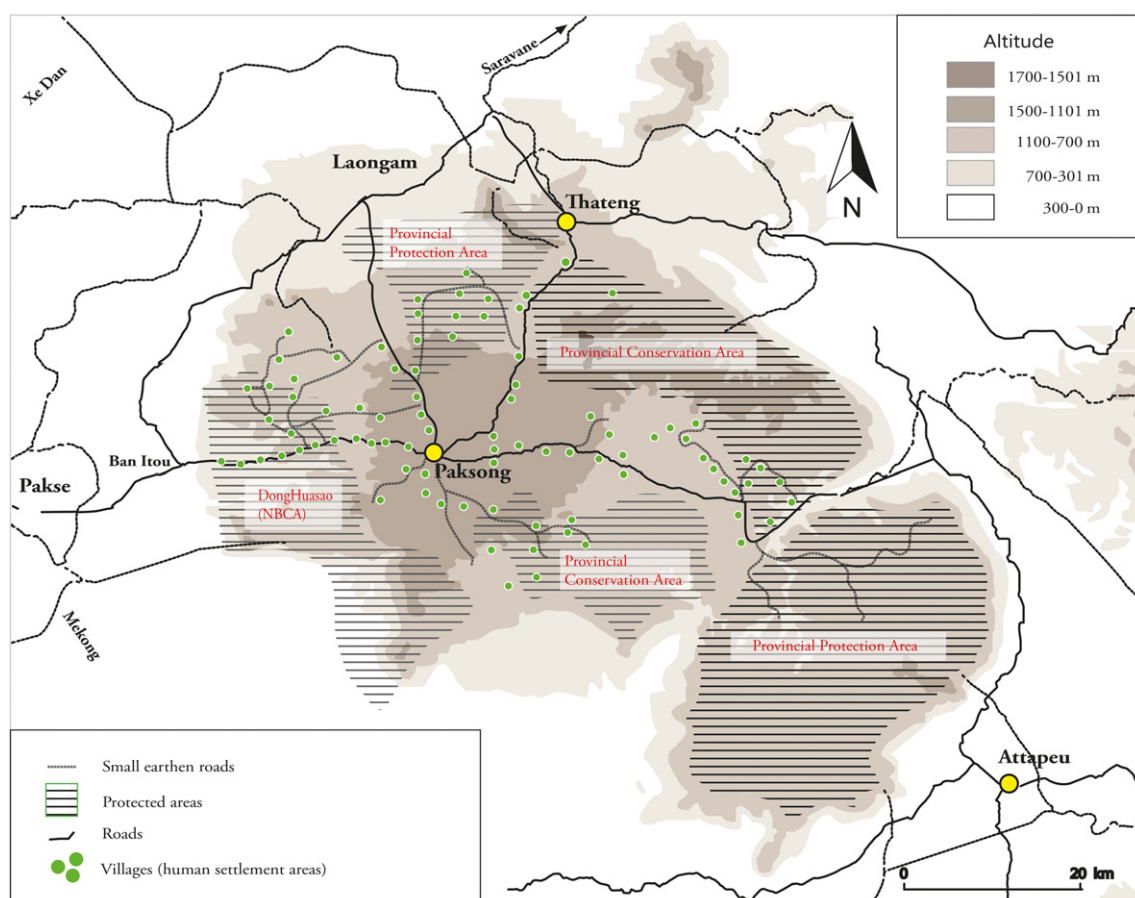 Altitude
1700-1501 m
1500-1101 m
1100-700 m
700-301 m
300-0 m
N
Saravane
Xe Dan
Laongam
Thateng
Provincial
Protection Area
Provincial Conservation Area
Ban Itou
Paksong
Pakse
DongHuasao
(NBCA)
Provincial
Conservation Area
Mekong
Provincial Protection Area
Attapeu
Small earthen roads
Protected areas
Roads
Villages (human settlement areas)
0 20 km